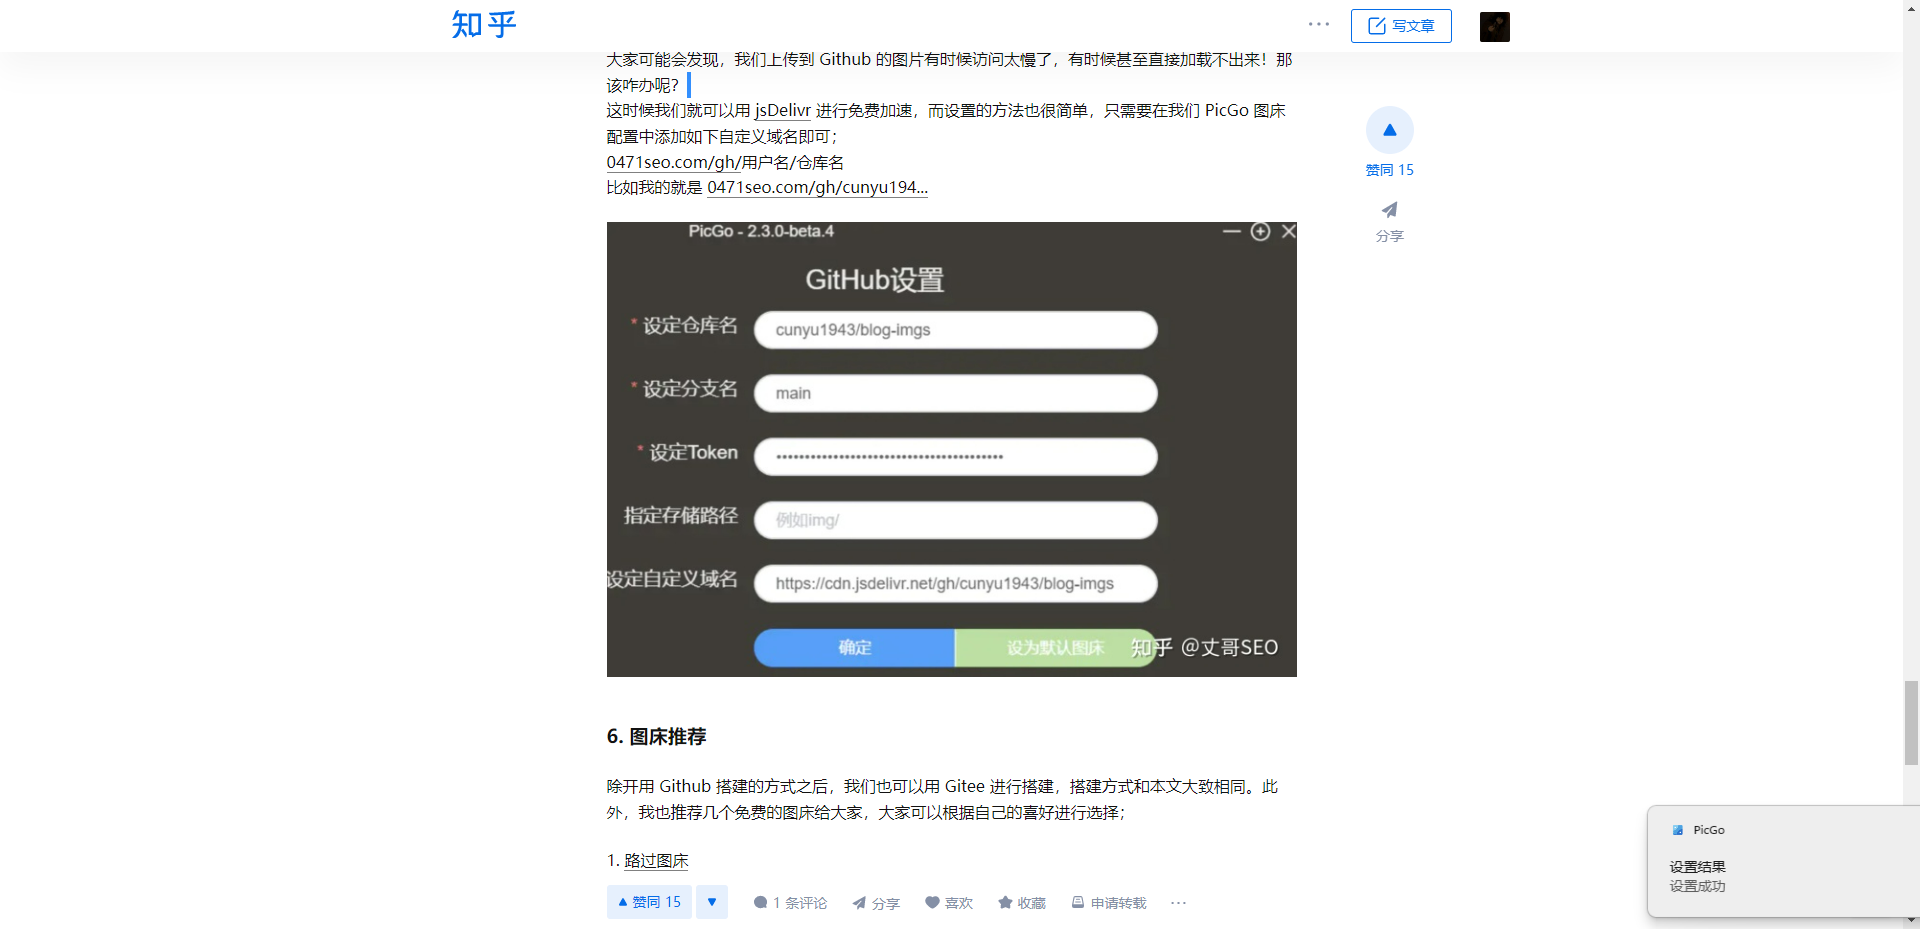 知乎
写文章
大家可能会发现，我们上传到 Github 的图片有时候访问太慢了，有时候甚至直接加载不出来！那
该咋办呢？
这时候我们就可以用 jsDelivr 进行免费加速，而设置的方法也很简单，只需要在我们 PicGo 图床
配置中添加如下自定义域名即可；
0471seo.com/gh/用户名/仓库名
比如我的就是 0471seo.com/gh/cunyu194...
赞同 15
分享
PicGo - 2.3.0-beta.4
GitHub设置
* 设定仓库名 cunyu1943/blog-imgs
* 设定分支名 main
* 设定Token
指定存储路径 例如img/
设定自定义域名 https://cdn.jsdelivr.net/gh/cunyu1943/blog-imgs
确定 设为默认图床
知乎 @丈哥SEO
6. 图床推荐
除开用 Github 搭建的方式之后，我们也可以用 Gitee 进行搭建，搭建方式和本文大致相同。此
外，我也推荐几个免费的图床给大家，大家可以根据自己的喜好进行选择；
1. 路过图床
赞同 15 1 条评论 分享 喜欢 收藏 申请转载 ···
PicGo
设置结果
设置成功